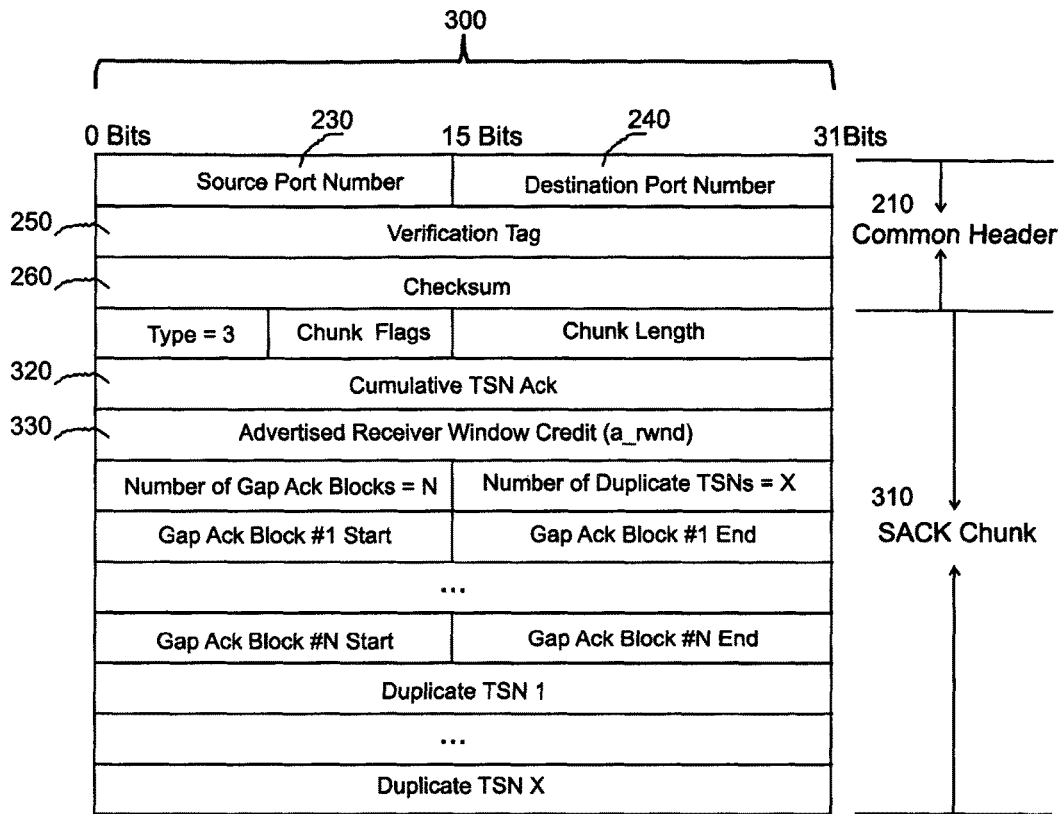 300
230
240
0 Bits
15 Bits
31Bits
Source Port Number
Destination Port Number
210
Common Header
250
Verification Tag
260
Checksum
Type = 3
Chunk Flags
Chunk Length
320
Cumulative TSN Ack
330
Advertised Receiver Window Credit (a_rwnd)
Number of Gap Ack Blocks = N
Number of Duplicate TSNs = X
310
SACK Chunk
Gap Ack Block #1 Start
Gap Ack Block #1 End
...
Gap Ack Block #N Start
Gap Ack Block #N End
Duplicate TSN 1
...
Duplicate TSN X